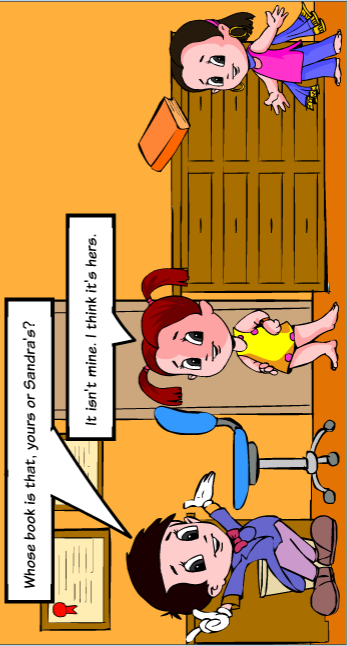 Whose book is that, yours or Sandra's?
It isn't mine. I think it's hers.